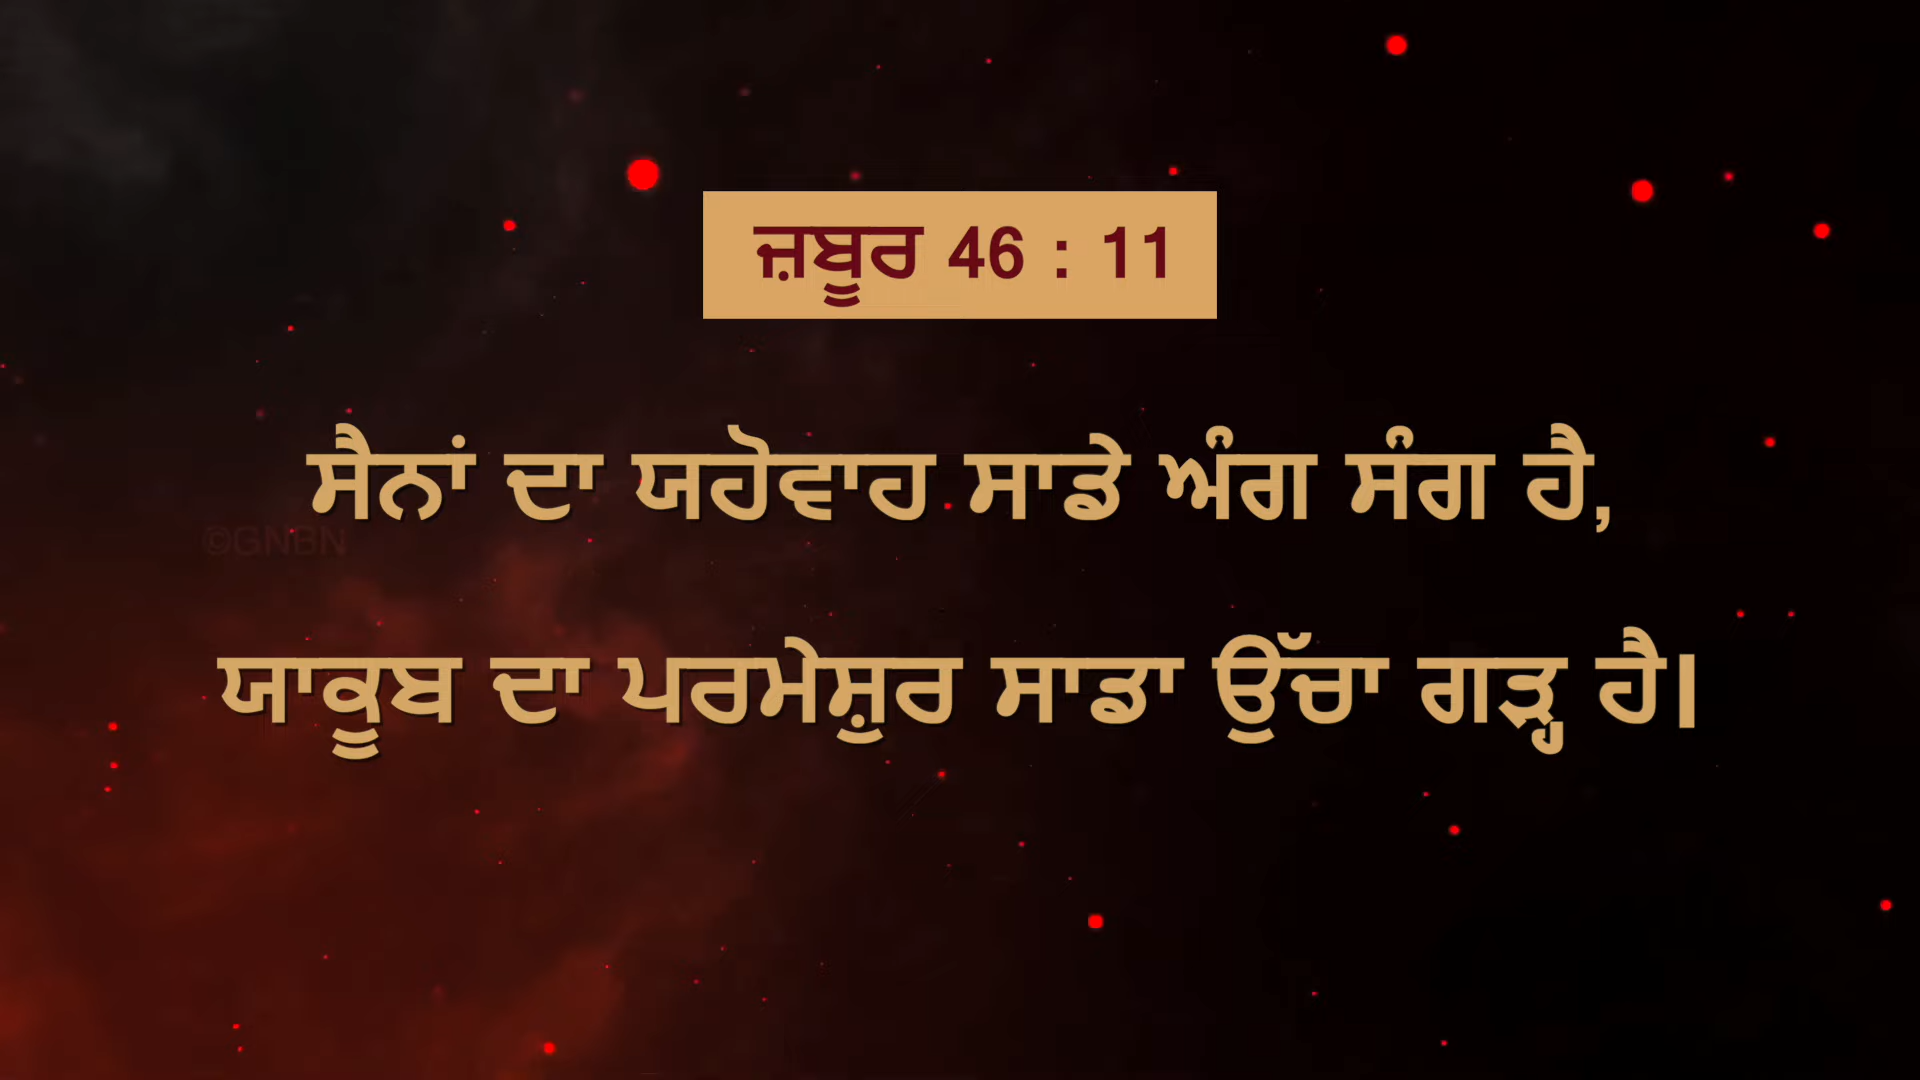 ਜ਼ਬੂਰ 46 : 11
ਸੈਨਾਂ ਦਾ ਯਹੋਵਾਹ ਸਾਡੇ ਅੰਗ ਸੰਗ ਹੈ,
©GNBN
ਯਾਕੂਬ ਦਾ ਪਰਮੇਸ਼ੁਰ ਸਾਡਾ ਉੱਚਾ ਗੜ੍ਹ ਹੈ।